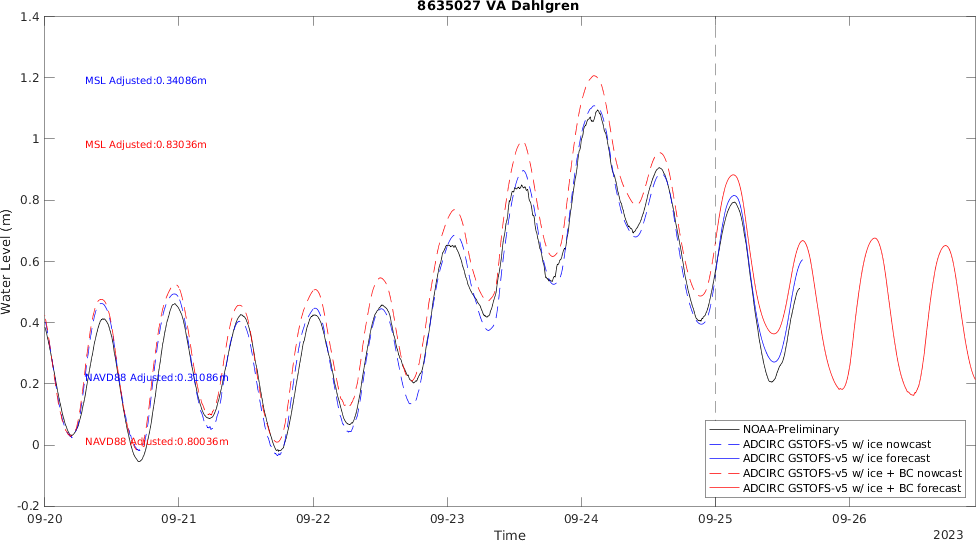 8635027 VA Dahlgren
1.4
1.2
1
0.8
0.6
0.4
0.2
0
-0.2
Water Level (m)
MSL Adjusted:0.34086m
MSL Adjusted:0.83036m
NAVD88 Adjusted:0.31086m
NAVD88 Adjusted:0.80036m
NOAA-Preliminary
ADCIRC GSTOFS-v5 w/ ice nowcast
ADCIRC GSTOFS-v5 w/ ice forecast
ADCIRC GSTOFS-v5 w/ ice + BC nowcast
ADCIRC GSTOFS-v5 w/ ice + BC forecast
09-20 09-21 09-22 09-23 09-24 09-25 09-26
Time
2023